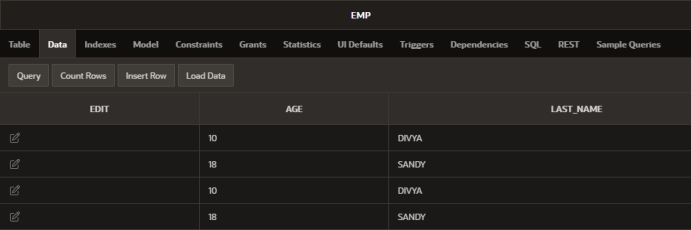 EMP
Table Data Indexes Model Constraints Grants Statistics UI Defaults Triggers Dependencies SQL REST Sample Queries
Query Count Rows Insert Row Load Data
EDIT AGE LAST_NAME
10 DIVYA
18 SANDY
10 DIVYA
18 SANDY